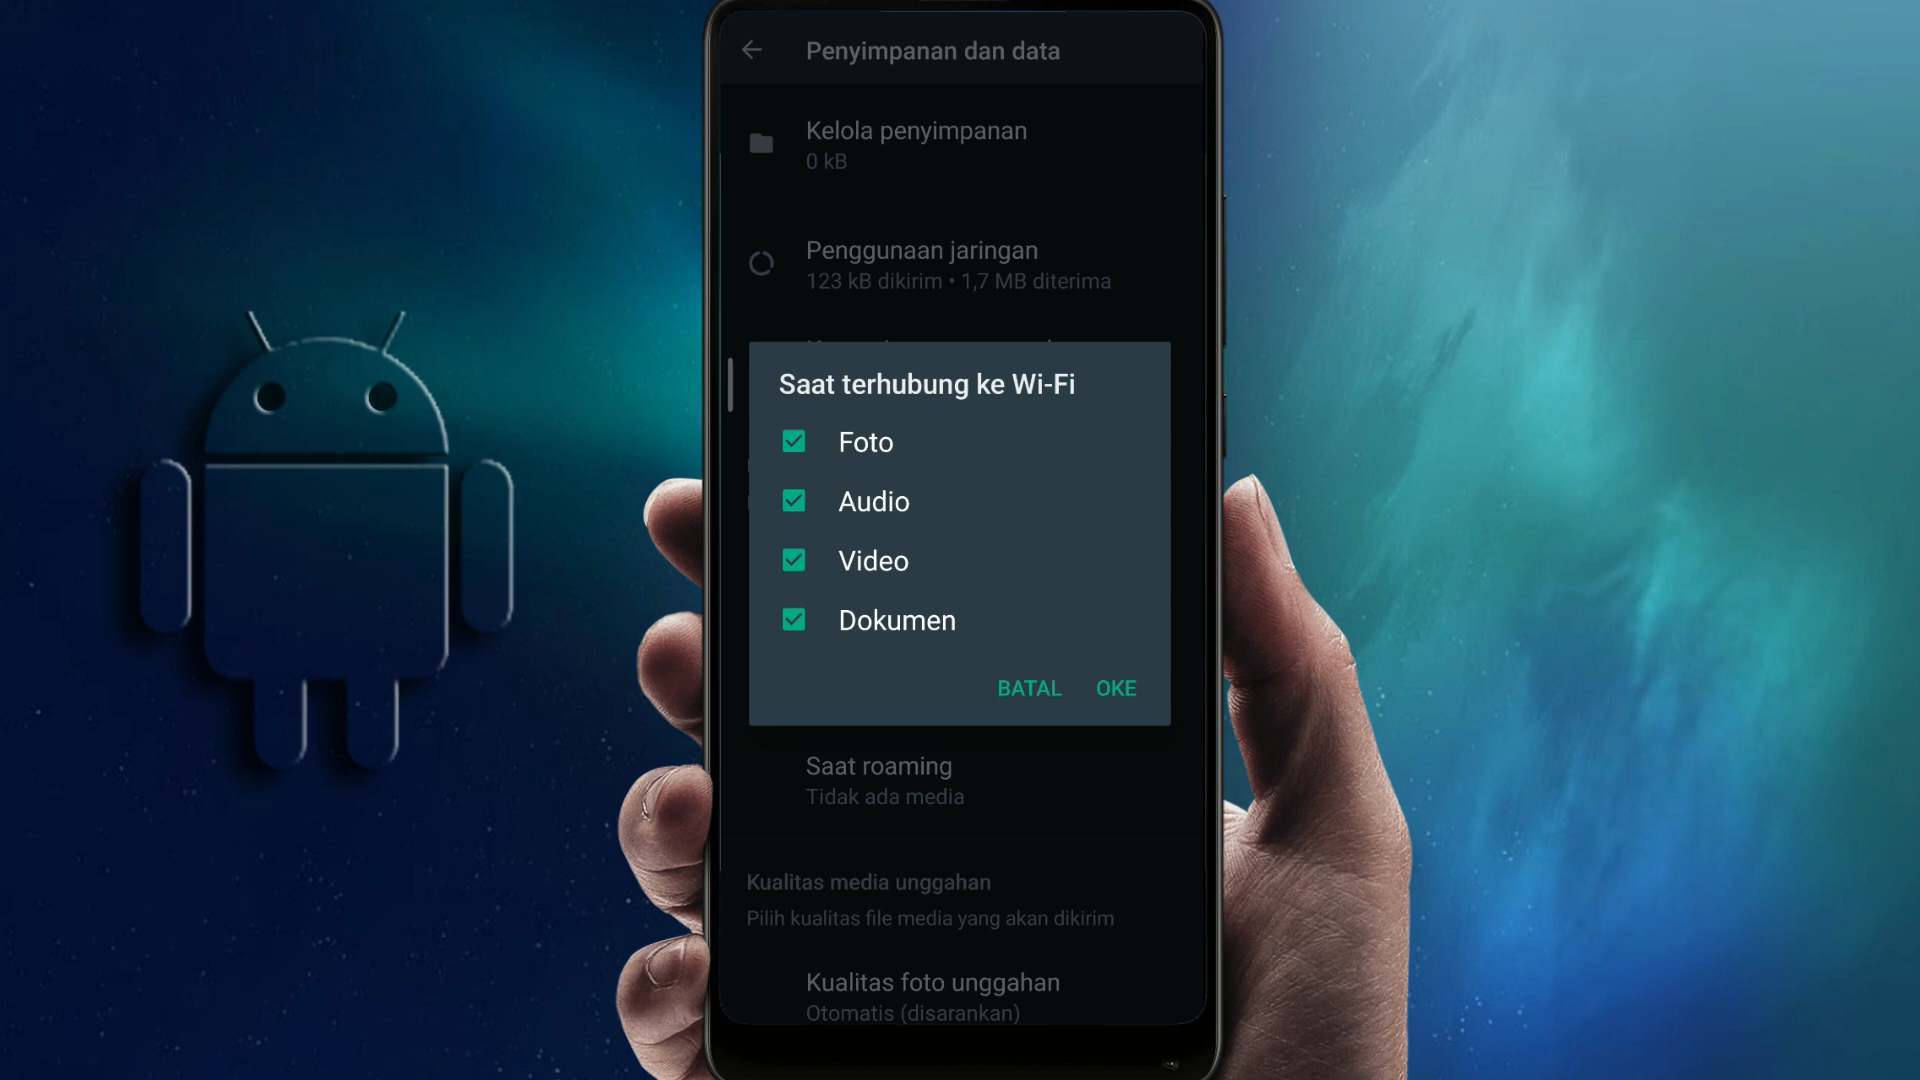 Penyimpanan dan data
Kelola penyimpanan
0 kB
Penggunaan jaringan
123 kB dikirim • 1,7 MB diterima
Saat terhubung ke Wi-Fi
Foto
Audio
Video
Dokumen
BATAL OKE
Saat roaming
Tidak ada media
Kualitas media unggahan
Pilih kualitas file media yang akan dikirim
Kualitas foto unggahan
Otomatis (disarankan)